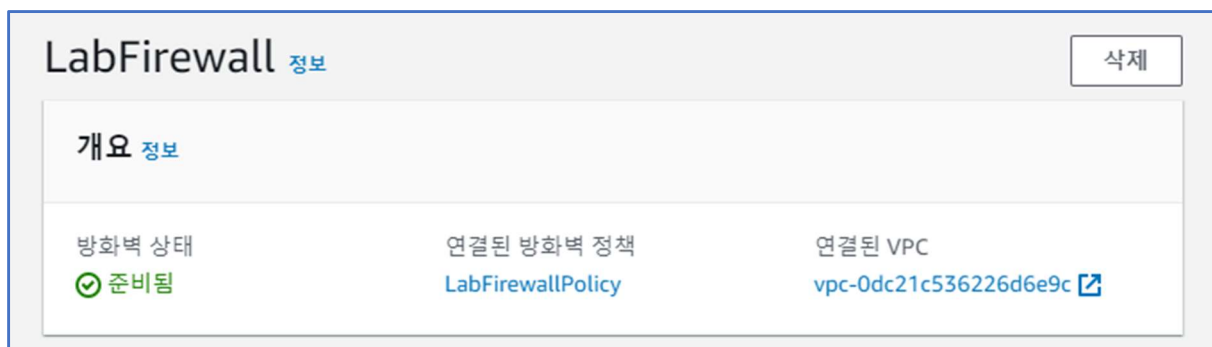 LabFirewall 정보
삭제
개요 정보
방화벽 상태
준비됨
연결된 방화벽 정책
LabFirewallPolicy
연결된 VPC
vpc-0dc21c536226d6e9c